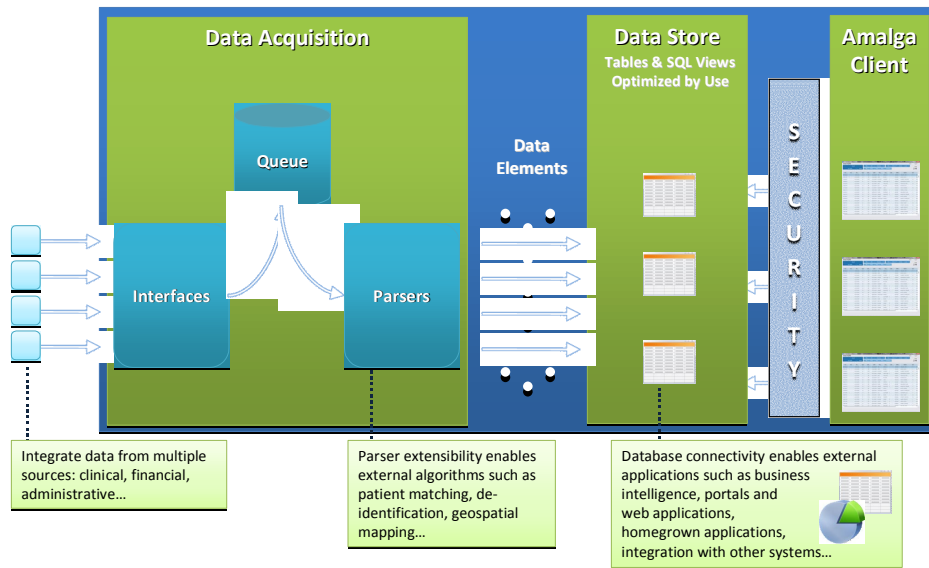 Data Acquisition
Queue
Interfaces
Parsers
Data
Elements
Data Store
Tables & SQL Views
Optimized by Use
SECURITY
Amalga
Client
Integrate data from multiple
sources: clinical, financial,
administrative…
Parser extensibility enables
external algorithms such as
patient matching, de-
identification, geospatial
mapping…
Database connectivity enables external
applications such as business
intelligence, portals and
web applications,
homegrown applications,
integration with other systems…